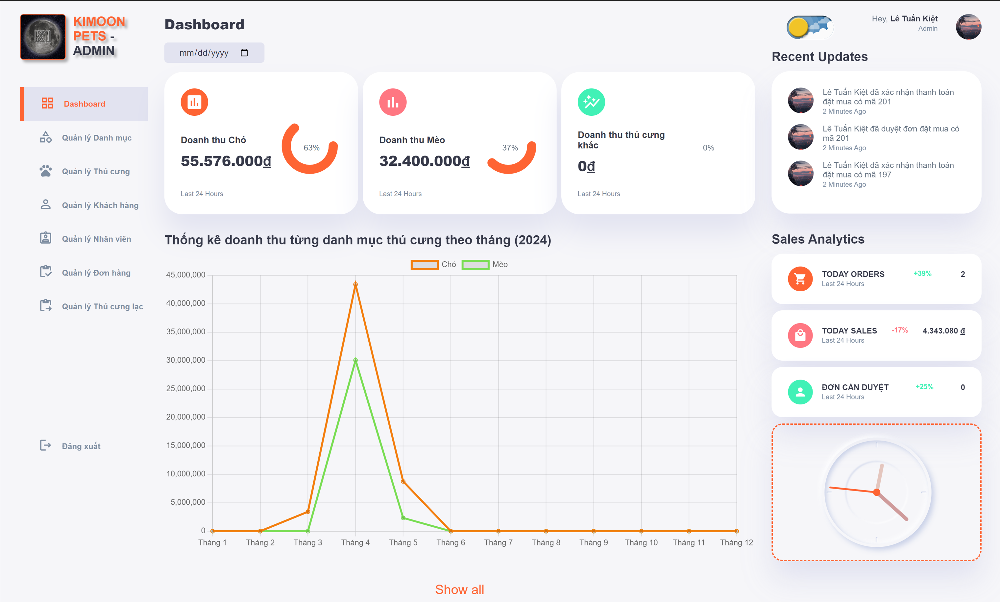 KIMOON
PETS -
ADMIN
Dashboard
Quản lý Danh mục
Quản lý Thú cưng
Quản lý Khách hàng
Quản lý Nhân viên
Quản lý Đơn hàng
Quản lý Thú cưng lạc
Đăng xuất
Dashboard
mm/dd/yyyy
Doanh thu Chó
55.576.000đ
63%
Last 24 Hours
Doanh thu Mèo
32.400.000đ
37%
Last 24 Hours
Doanh thu thú cưng
khác
0đ
0%
Last 24 Hours
Thống kê doanh thu từng danh mục thú cưng theo tháng (2024)
Chó Mèo
45,000,000
40,000,000
35,000,000
30,000,000
25,000,000
20,000,000
15,000,000
10,000,000
5,000,000
0
Tháng 1 Tháng 2 Tháng 3 Tháng 4 Tháng 5 Tháng 6 Tháng 7 Tháng 8 Tháng 9 Tháng 10 Tháng 11 Tháng 12
Show all
Hey, Lê Tuấn Kiệt
Admin
Recent Updates
Lê Tuấn Kiệt đã xác nhận thanh toán
đặt mua có mã 201
2 Minutes Ago
Lê Tuấn Kiệt đã duyệt đơn đặt mua có
mã 201
2 Minutes Ago
Lê Tuấn Kiệt đã xác nhận thanh toán
đặt mua có mã 197
2 Minutes Ago
Sales Analytics
TODAY ORDERS +39% 2
Last 24 Hours
TODAY SALES -17% 4.343.080 đ
Last 24 Hours
ĐƠN CẦN DUYỆT +25% 0
Last 24 Hours
KI